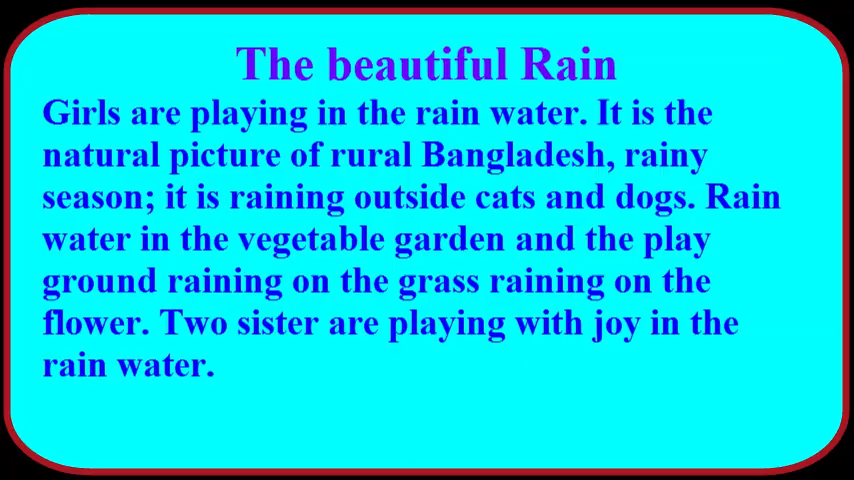 The beautiful Rain
Girls are playing in the rain water. It is the
natural picture of rural Bangladesh, rainy
season; it is raining outside cats and dogs. Rain
water in the vegetable garden and the play
ground raining on the grass raining on the
flower. Two sister are playing with joy in the
rain water.